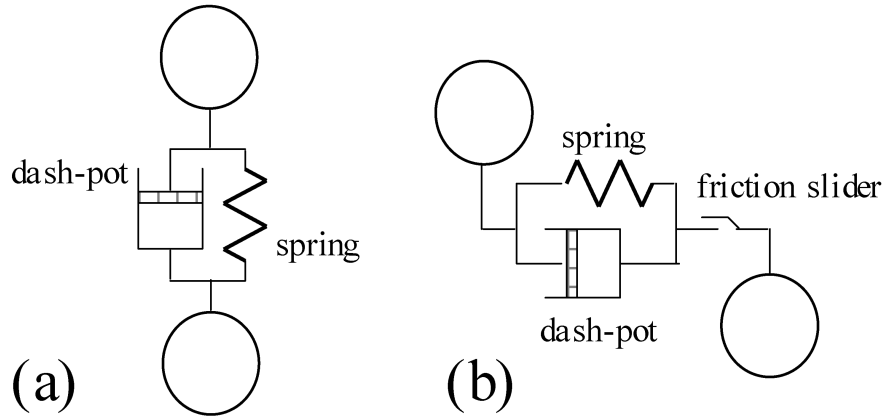 dash-pot
spring
(a)
spring
friction slider
dash-pot
(b)